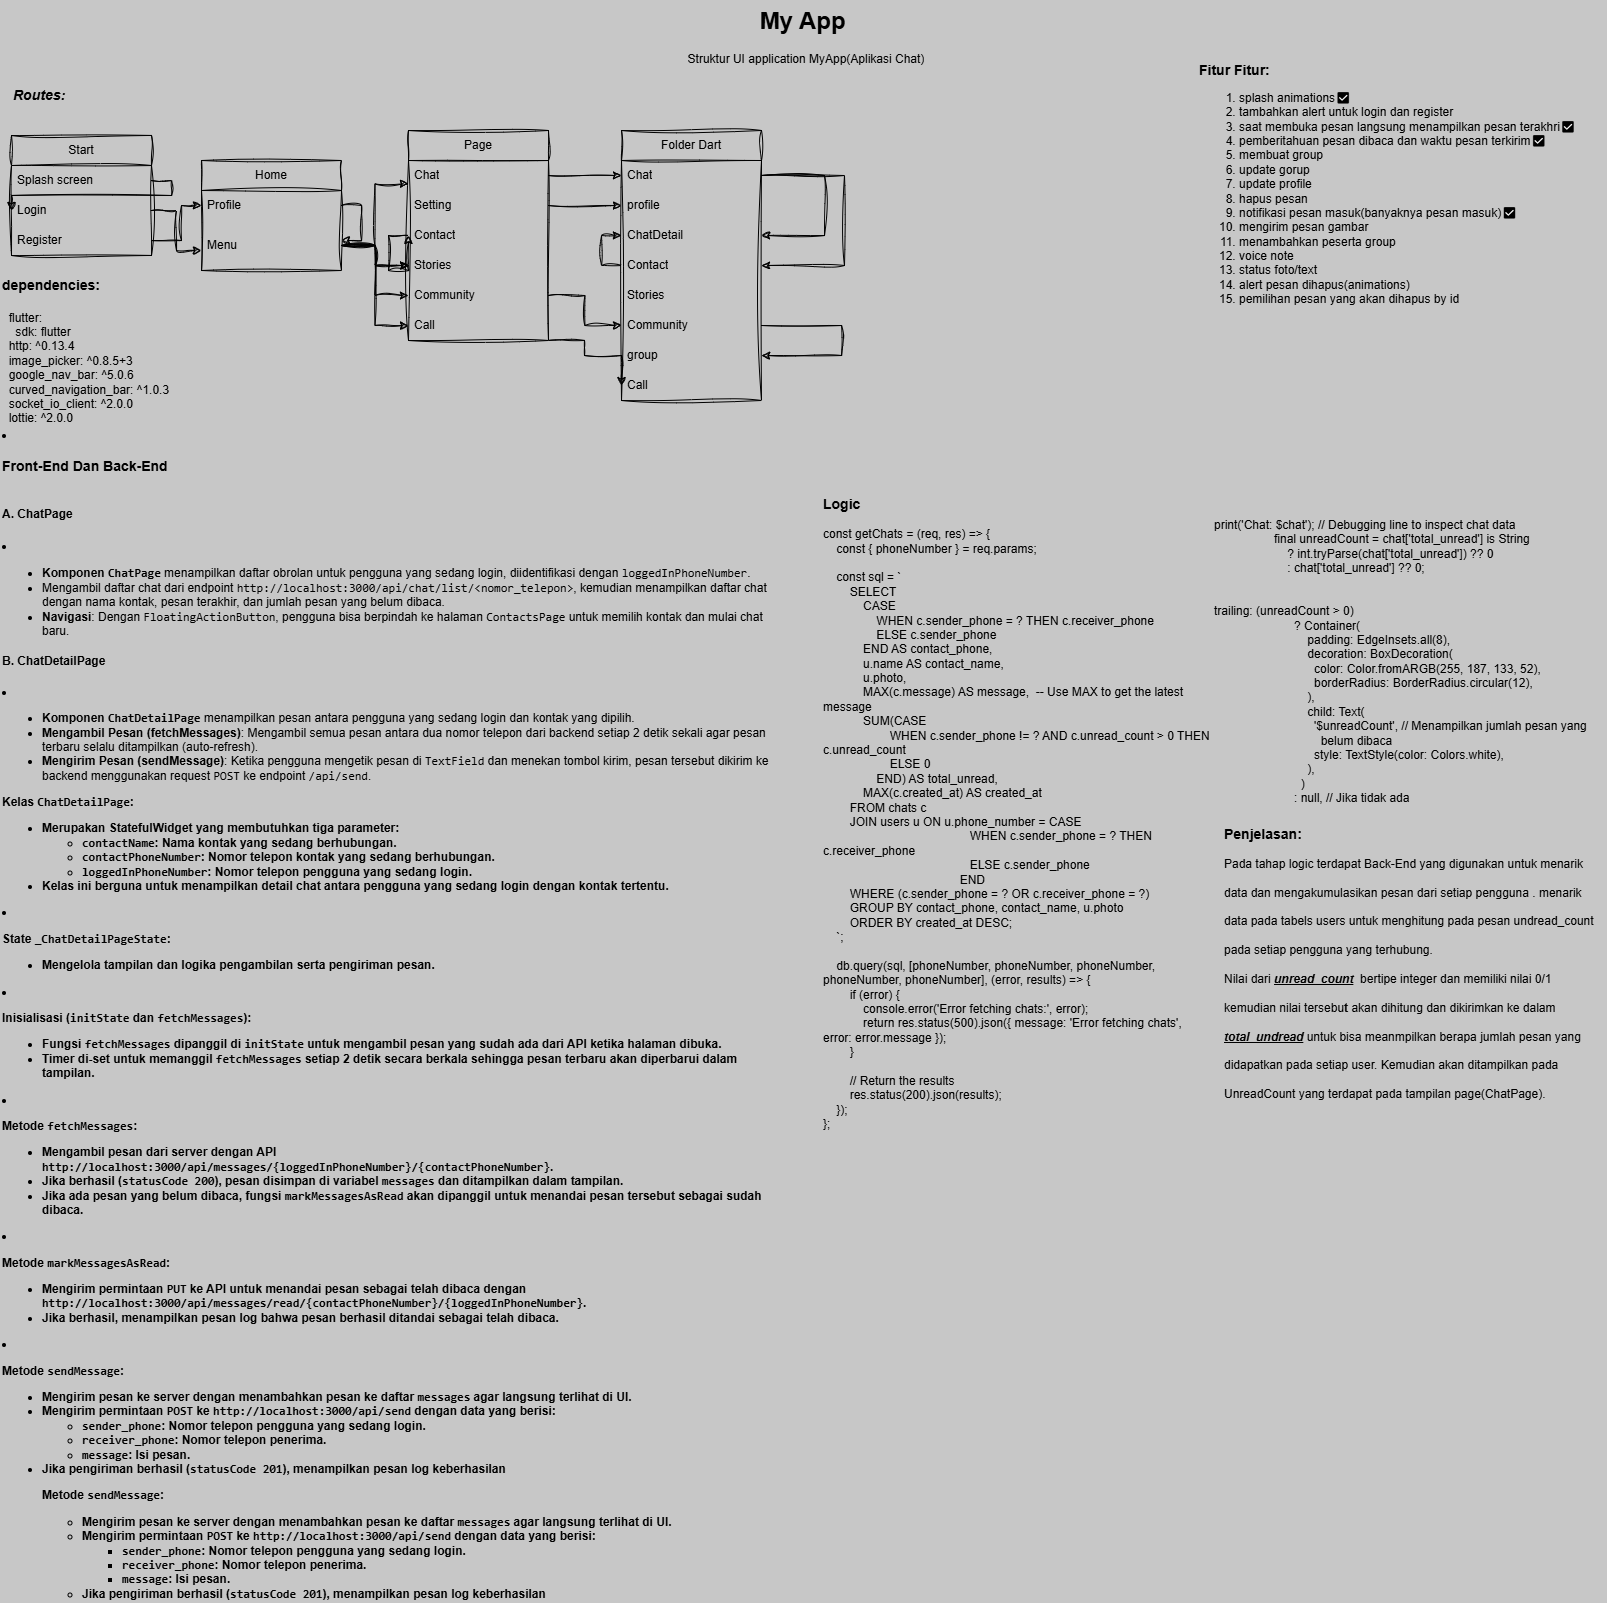 My App
Struktur UI application MyApp(Aplikasi Chat)
Routes:
Start
Splash screen
Login
Register
Home
Profile
Menu
Page
Chat
Setting
Contact
Stories
Community
Call
Folder Dart
Chat
profile
ChatDetail
Contact
Stories
Community
group
Call
Fitur Fitur:
1. splash animations ✅
2. tambahkan alert untuk login dan register
3. saat membuka pesan langsung menampilkan pesan terakhri ✅
4. pemberitahuan pesan dibaca dan waktu pesan terkirim ✅
5. membuat group
6. update gorup
7. update profile
8. hapus pesan
9. notifikasi pesan masuk(banyaknya pesan masuk) ✅
10. mengirim pesan gambar
11. menambahkan peserta group
12. voice note
13. status foto/text
14. alert pesan dihapus(animations)
15. pemilihan pesan yang akan dihapus by id
dependencies:
flutter:
sdk: flutter
http: ^0.13.4
image_picker: ^0.8.5+3
google_nav_bar: ^5.0.6
curved_navigation_bar: ^1.0.3
socket_io_client: ^2.0.0
lottie: ^2.0.0
•
Front-End Dan Back-End
A. ChatPage
•
• Komponen ChatPage menampilkan daftar obrolan untuk pengguna yang sedang login, diidentifikasi dengan loggedInPhoneNumber.
• Mengambil daftar chat dari endpoint http://localhost:3000/api/chat/list/<nomor_telepon>, kemudian menampilkan daftar chat
dengan nama kontak, pesan terakhir, dan jumlah pesan yang belum dibaca.
• Navigasi: Dengan FloatingActionButton, pengguna bisa berpindah ke halaman ContactsPage untuk memilih kontak dan mulai chat
baru.
B. ChatDetailPage
•
• Komponen ChatDetailPage menampilkan pesan antara pengguna yang sedang login dan kontak yang dipilih.
• Mengambil Pesan (fetchMessages): Mengambil semua pesan antara dua nomor telepon dari backend setiap 2 detik sekali agar pesan
terbaru selalu ditampilkan (auto-refresh).
• Mengirim Pesan (sendMessage): Ketika pengguna mengetik pesan di TextField dan menekan tombol kirim, pesan tersebut dikirim ke
backend menggunakan request POST ke endpoint /api/send.
Kelas ChatDetailPage:
• Merupakan StatefulWidget yang membutuhkan tiga parameter:
◦ contactName: Nama kontak yang sedang berhubungan.
◦ contactPhoneNumber: Nomor telepon kontak yang sedang berhubungan.
◦ loggedInPhoneNumber: Nomor telepon pengguna yang sedang login.
• Kelas ini berguna untuk menampilkan detail chat antara pengguna yang sedang login dengan kontak tertentu.
•
State _ChatDetailPageState:
• Mengelola tampilan dan logika pengambilan serta pengiriman pesan.
•
Inisialisasi (initState dan fetchMessages):
• Fungsi fetchMessages dipanggil di initState untuk mengambil pesan yang sudah ada dari API ketika halaman dibuka.
• Timer di-set untuk memanggil fetchMessages setiap 2 detik secara berkala sehingga pesan terbaru akan diperbarui dalam
tampilan.
•
Metode fetchMessages:
• Mengambil pesan dari server dengan API
http://localhost:3000/api/messages/{loggedInPhoneNumber}/{contactPhoneNumber}.
• Jika berhasil (statusCode 200), pesan disimpan di variabel messages dan ditampilkan dalam tampilan.
• Jika ada pesan yang belum dibaca, fungsi markMessagesAsRead akan dipanggil untuk menandai pesan tersebut sebagai sudah
dibaca.
•
Metode markMessagesAsRead:
• Mengirim permintaan PUT ke API untuk menandai pesan sebagai telah dibaca dengan
http://localhost:3000/api/messages/read/{contactPhoneNumber}/{loggedInPhoneNumber}.
• Jika berhasil, menampilkan pesan log bahwa pesan berhasil ditandai sebagai telah dibaca.
•
Metode sendMessage:
• Mengirim pesan ke server dengan menambahkan pesan ke daftar messages agar langsung terlihat di UI.
• Mengirim permintaan POST ke http://localhost:3000/api/send dengan data yang berisi:
◦ sender_phone: Nomor telepon pengguna yang sedang login.
◦ receiver_phone: Nomor telepon penerima.
◦ message: Isi pesan.
• Jika pengiriman berhasil (statusCode 201), menampilkan pesan log keberhasilan
Metode sendMessage:
◦ Mengirim pesan ke server dengan menambahkan pesan ke daftar messages agar langsung terlihat di UI.
◦ Mengirim permintaan POST ke http://localhost:3000/api/send dengan data yang berisi:
▪ sender_phone: Nomor telepon pengguna yang sedang login.
▪ receiver_phone: Nomor telepon penerima.
▪ message: Isi pesan.
◦ Jika pengiriman berhasil (statusCode 201), menampilkan pesan log keberhasilan
Logic
const getChats = (req, res) => {
const { phoneNumber } = req.params;
const sql = `
SELECT
CASE
WHEN c.sender_phone = ? THEN c.receiver_phone
ELSE c.sender_phone
END AS contact_phone,
u.name AS contact_name,
u.photo,
MAX(c.message) AS message, -- Use MAX to get the latest
message
SUM(CASE
WHEN c.sender_phone != ? AND c.unread_count > 0 THEN
c.unread_count
ELSE 0
END) AS total_unread,
MAX(c.created_at) AS created_at
FROM chats c
JOIN users u ON u.phone_number = CASE
WHEN c.sender_phone = ? THEN
c.receiver_phone
ELSE c.sender_phone
END
WHERE (c.sender_phone = ? OR c.receiver_phone = ?)
GROUP BY contact_phone, contact_name, u.photo
ORDER BY created_at DESC;
`;
db.query(sql, [phoneNumber, phoneNumber, phoneNumber,
phoneNumber, phoneNumber], (error, results) => {
if (error) {
console.error('Error fetching chats:', error);
return res.status(500).json({ message: 'Error fetching chats',
error: error.message });
}
// Return the results
res.status(200).json(results);
});
};
print('Chat: $chat'); // Debugging line to inspect chat data
final unreadCount = chat['total_unread'] is String
? int.tryParse(chat['total_unread']) ?? 0
: chat['total_unread'] ?? 0;
trailing: (unreadCount > 0)
? Container(
padding: EdgeInsets.all(8),
decoration: BoxDecoration(
color: Color.fromARGB(255, 187, 133, 52),
borderRadius: BorderRadius.circular(12),
),
child: Text(
'$unreadCount', // Menampilkan jumlah pesan yang
belum dibaca
style: TextStyle(color: Colors.white),
),
)
: null, // Jika tidak ada
Penjelasan:
Pada tahap logic terdapat Back-End yang digunakan untuk menarik
data dan mengakumulasikan pesan dari setiap pengguna . menarik
data pada tabels users untuk menghitung pada pesan undread_count
pada setiap pengguna yang terhubung.
Nilai dari unread_count bertipe integer dan memiliki nilai 0/1
kemudian nilai tersebut akan dihitung dan dikirimkan ke dalam
total_undread untuk bisa meanmpilkan berapa jumlah pesan yang
didapatkan pada setiap user. Kemudian akan ditampilkan pada
UnreadCount yang terdapat pada tampilan page(ChatPage).